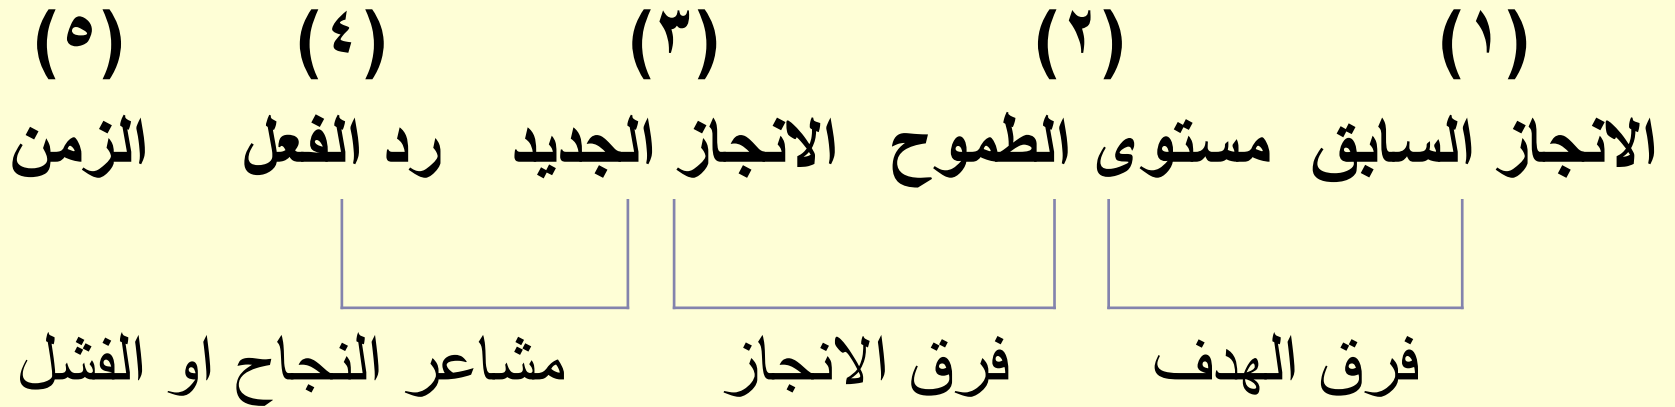 (١) (٢) (٣) (٤) (٥)
الانجاز السابق مستوى الطموح الانجاز الجديد رد الفعل الزمن
فرق الهدف فرق الانجاز مشاعر النجاح او الفشل